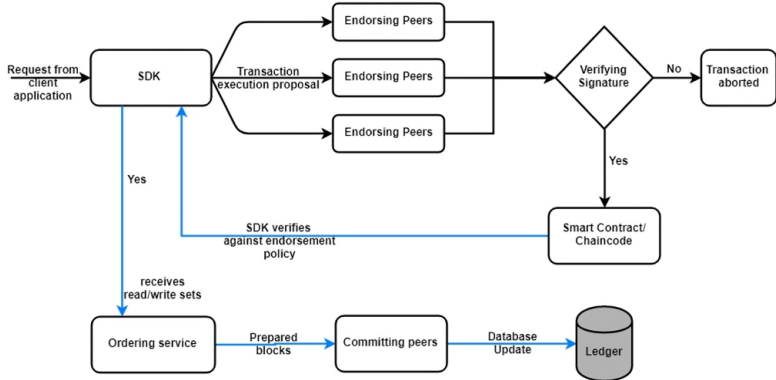 Request from
client
application
SDK
Transaction
execution proposal
Endorsing Peers
Endorsing Peers
Endorsing Peers
Verifying
Signature
No
Transaction
aborted
Yes
Smart Contract/
Chaincode
SDK verifies
against endorsement
policy
Yes
receives
read/write sets
Ordering service
Prepared
blocks
Committing peers
Database
Update
Ledger